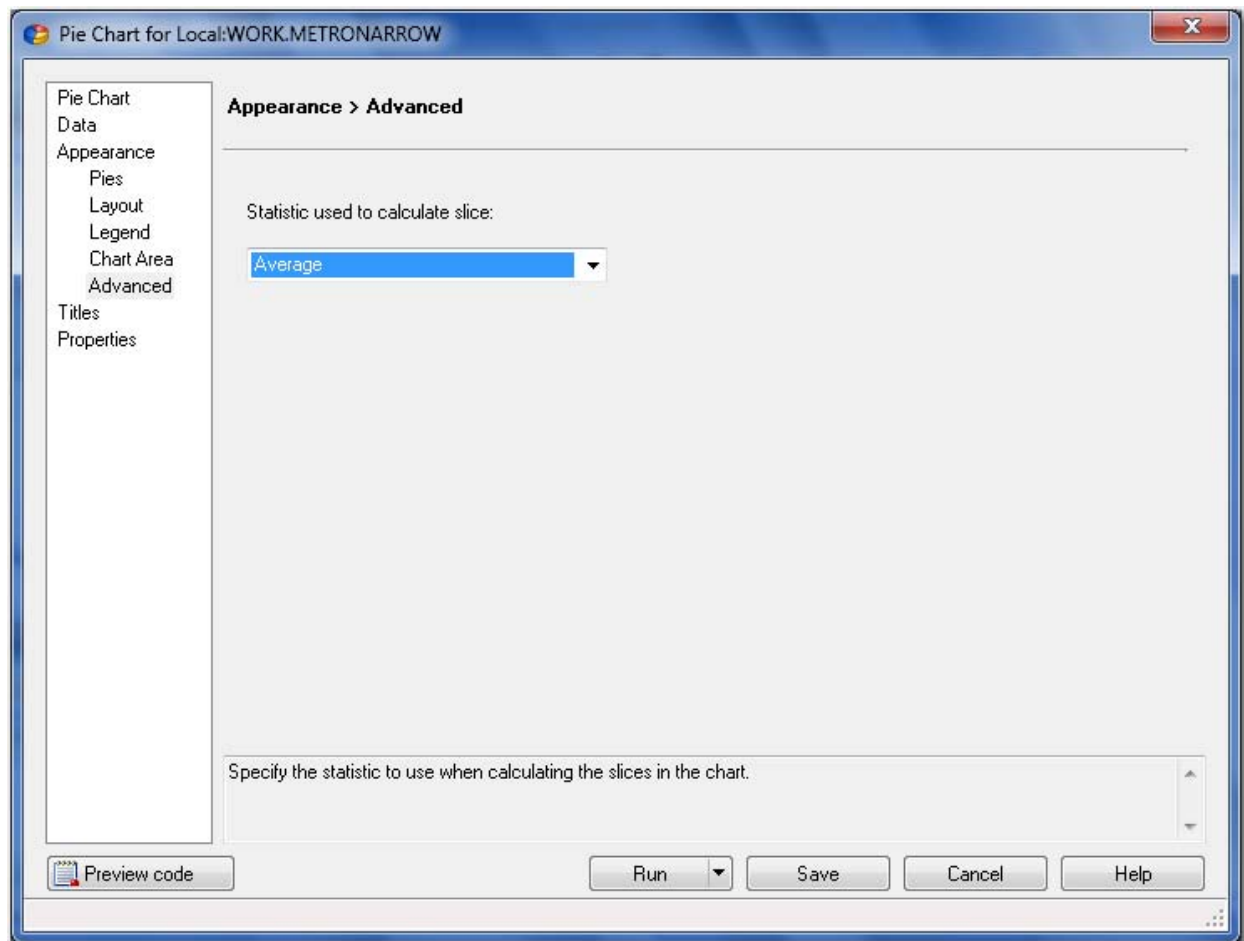 Pie Chart for Local:WORK.METRONARROW
Pie Chart
Data
Appearance
Pies
Layout
Legend
Chart Area
Advanced
Titles
Properties
Appearance > Advanced
Statistic used to calculate slice:
Average
Specify the statistic to use when calculating the slices in the chart.
Preview code
Run
Save
Cancel
Help